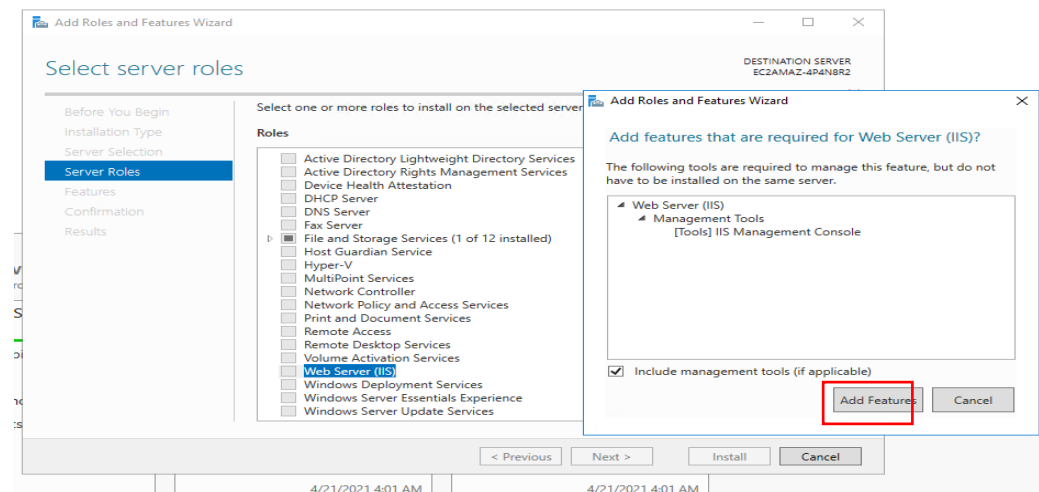 Add Roles and Features Wizard
Select server roles
DESTINATION SERVER
EC2AMAZ-4P4N8R2
Before You Begin
Installation Type
Server Selection
Server Roles
Features
Confirmation
Results
Select one or more roles to install on the selected server
Roles
Active Directory Lightweight Directory Services
Active Directory Rights Management Services
Device Health Attestation
DHCP Server
DNS Server
Fax Server
File and Storage Services (1 of 12 installed)
Host Guardian Service
Hyper-V
MultiPoint Services
Network Controller
Network Policy and Access Services
Print and Document Services
Remote Access
Remote Desktop Services
Volume Activation Services
Web Server (IIS)
Windows Deployment Services
Windows Server Essentials Experience
Windows Server Update Services
< Previous
Next >
Install
Cancel
Add Roles and Features Wizard
Add features that are required for Web Server (IIS)?
The following tools are required to manage this feature, but do not
have to be installed on the same server.
Web Server (IIS)
Management Tools
[Tools] IIS Management Console
Include management tools (if applicable)
Add Features
Cancel
4/21/2021 4:01 AM
4/21/2021 4:01 AM